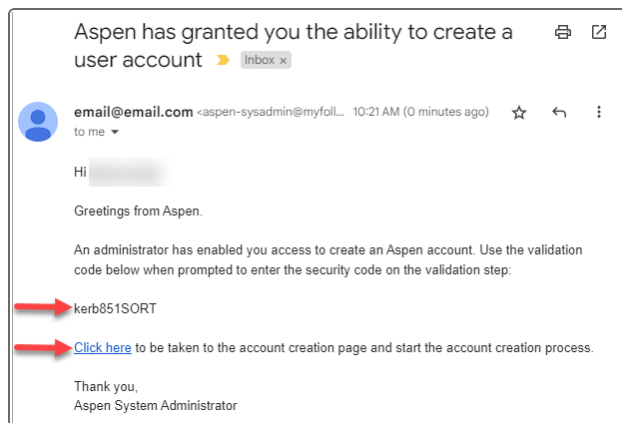 Aspen has granted you the ability to create a
user account Inbox x
email@email.com <aspen-sysadmin@myfoll... 10:21 AM (0 minutes ago)
to me
Hi
Greetings from Aspen.
An administrator has enabled you access to create an Aspen account. Use the validation
code below when prompted to enter the security code on the validation step:
kerb851SORT
Click here to be taken to the account creation page and start the account creation process.
Thank you,
Aspen System Administrator